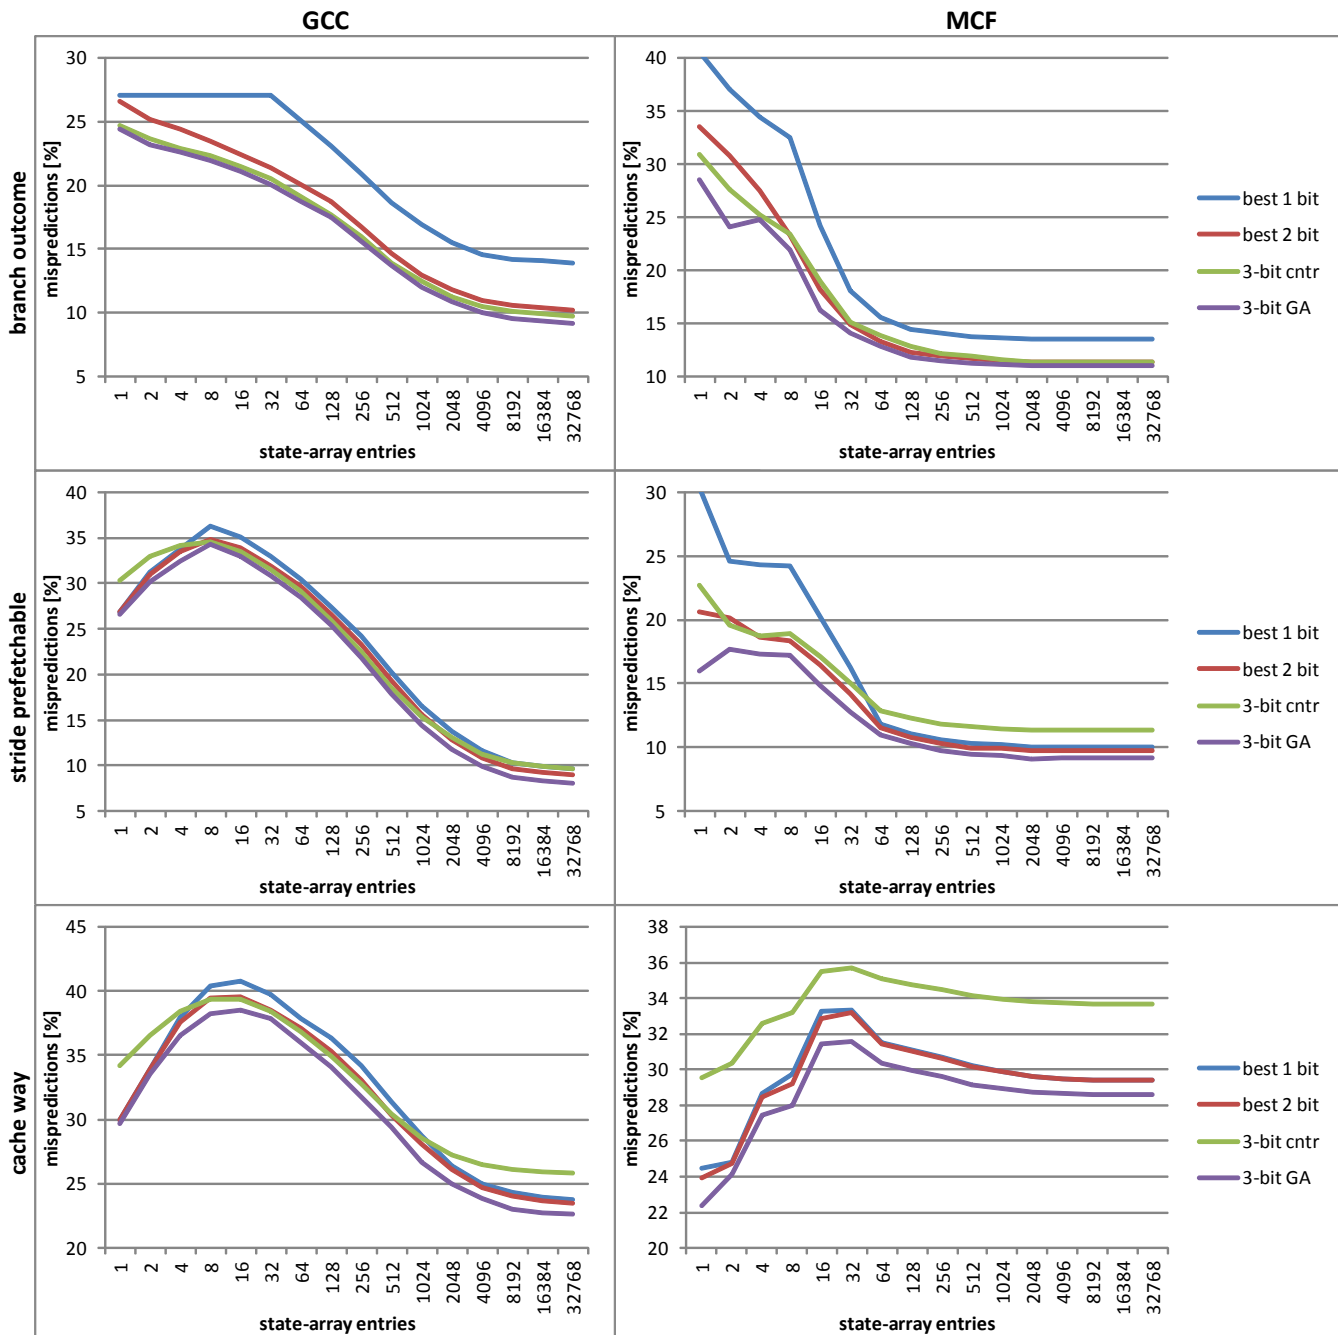 GCC
MCF
branch outcome
mispredictions [%]
30
25
20
15
10
5
1 2 4 8 16 32 64 128 256 512 1024 2048 4096 8192 16384 32768
state-array entries
mispredictions [%]
40
35
30
25
20
15
10
1 2 4 8 16 32 64 128 256 512 1024 2048 4096 8192 16384 32768
state-array entries
best 1 bit
best 2 bit
3-bit cntr
3-bit GA
stride prefetchable
mispredictions [%]
40
35
30
25
20
15
10
5
1 2 4 8 16 32 64 128 256 512 1024 2048 4096 8192 16384 32768
state-array entries
mispredictions [%]
30
25
20
15
10
5
1 2 4 8 16 32 64 128 256 512 1024 2048 4096 8192 16384 32768
state-array entries
best 1 bit
best 2 bit
3-bit cntr
3-bit GA
cache way
mispredictions [%]
45
40
35
30
25
20
1 2 4 8 16 32 64 128 256 512 1024 2048 4096 8192 16384 32768
state-array entries
mispredictions [%]
38
36
34
32
30
28
26
24
22
20
1 2 4 8 16 32 64 128 256 512 1024 2048 4096 8192 16384 32768
state-array entries
best 1 bit
best 2 bit
3-bit cntr
3-bit GA